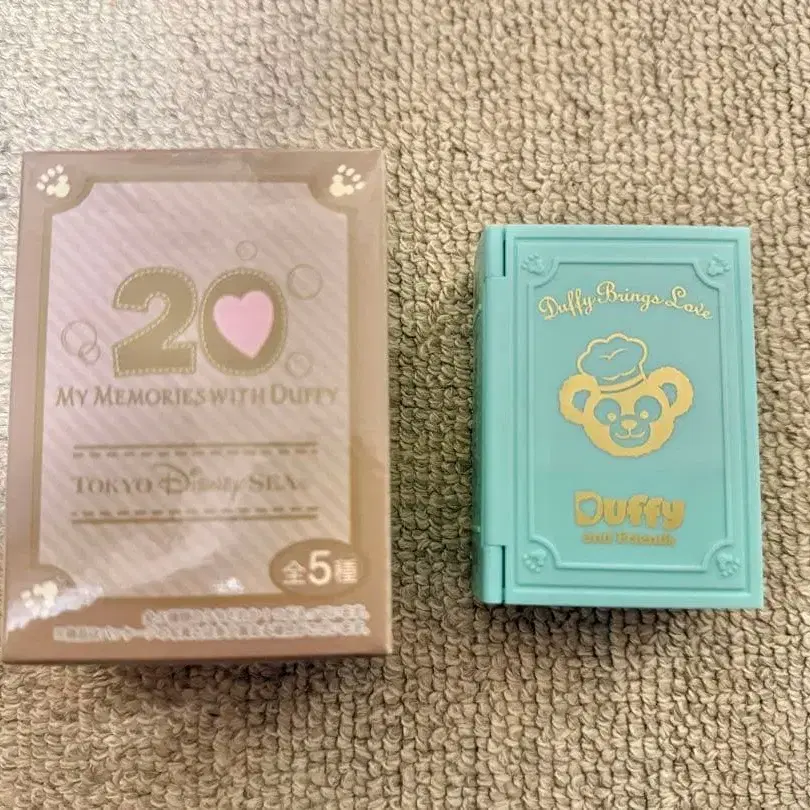 20
MY MEMORIES WITH DUFFY
TOKYO Disney SEA
全5種
Duffy Brings Love
Duffy
and Friends